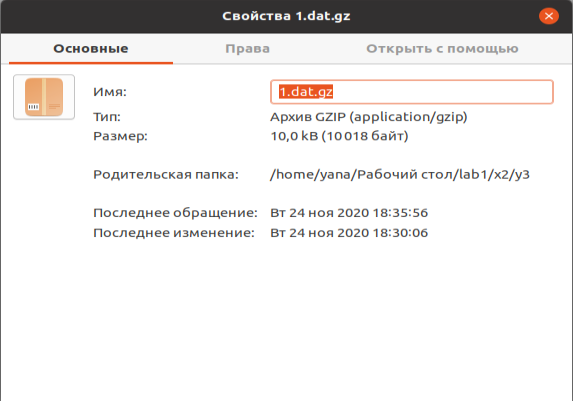 Свойства 1.dat.gz
Основные Права Открыть с помощью
Имя: 1.dat.gz
Тип: Архив GZIP (application/gzip)
Размер: 10,0 kB (10 018 байт)
Родительская папка: /home/yana/Рабочий стол/lab1/x2/y3
Последнее обращение: Вт 24 ноя 2020 18:35:56
Последнее изменение: Вт 24 ноя 2020 18:30:06